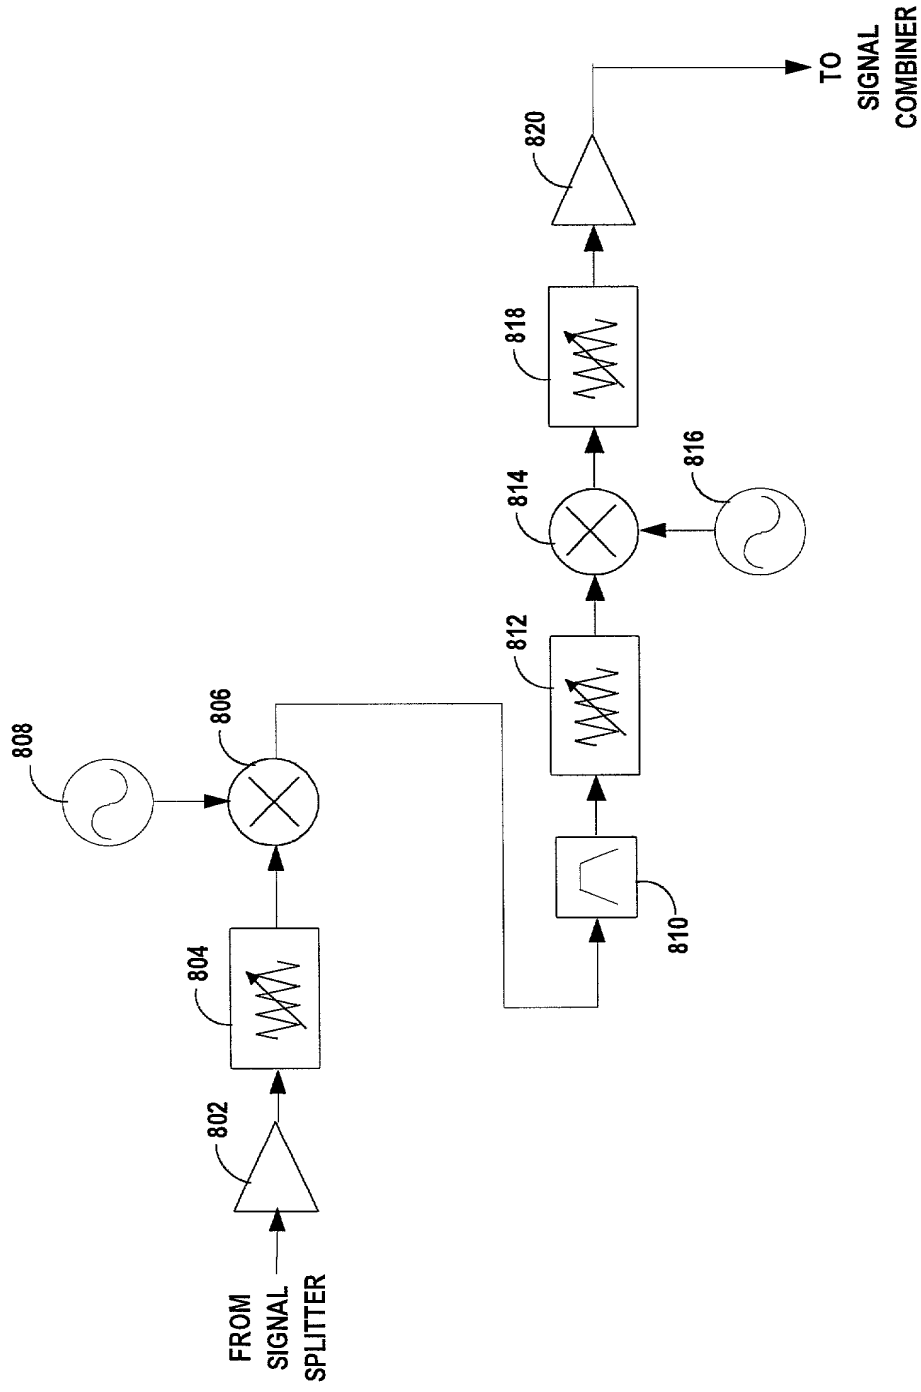 FROM
SIGNAL
SPLITTER
802
804
806
808
810
812
814
816
818
820
TO
SIGNAL
COMBINER